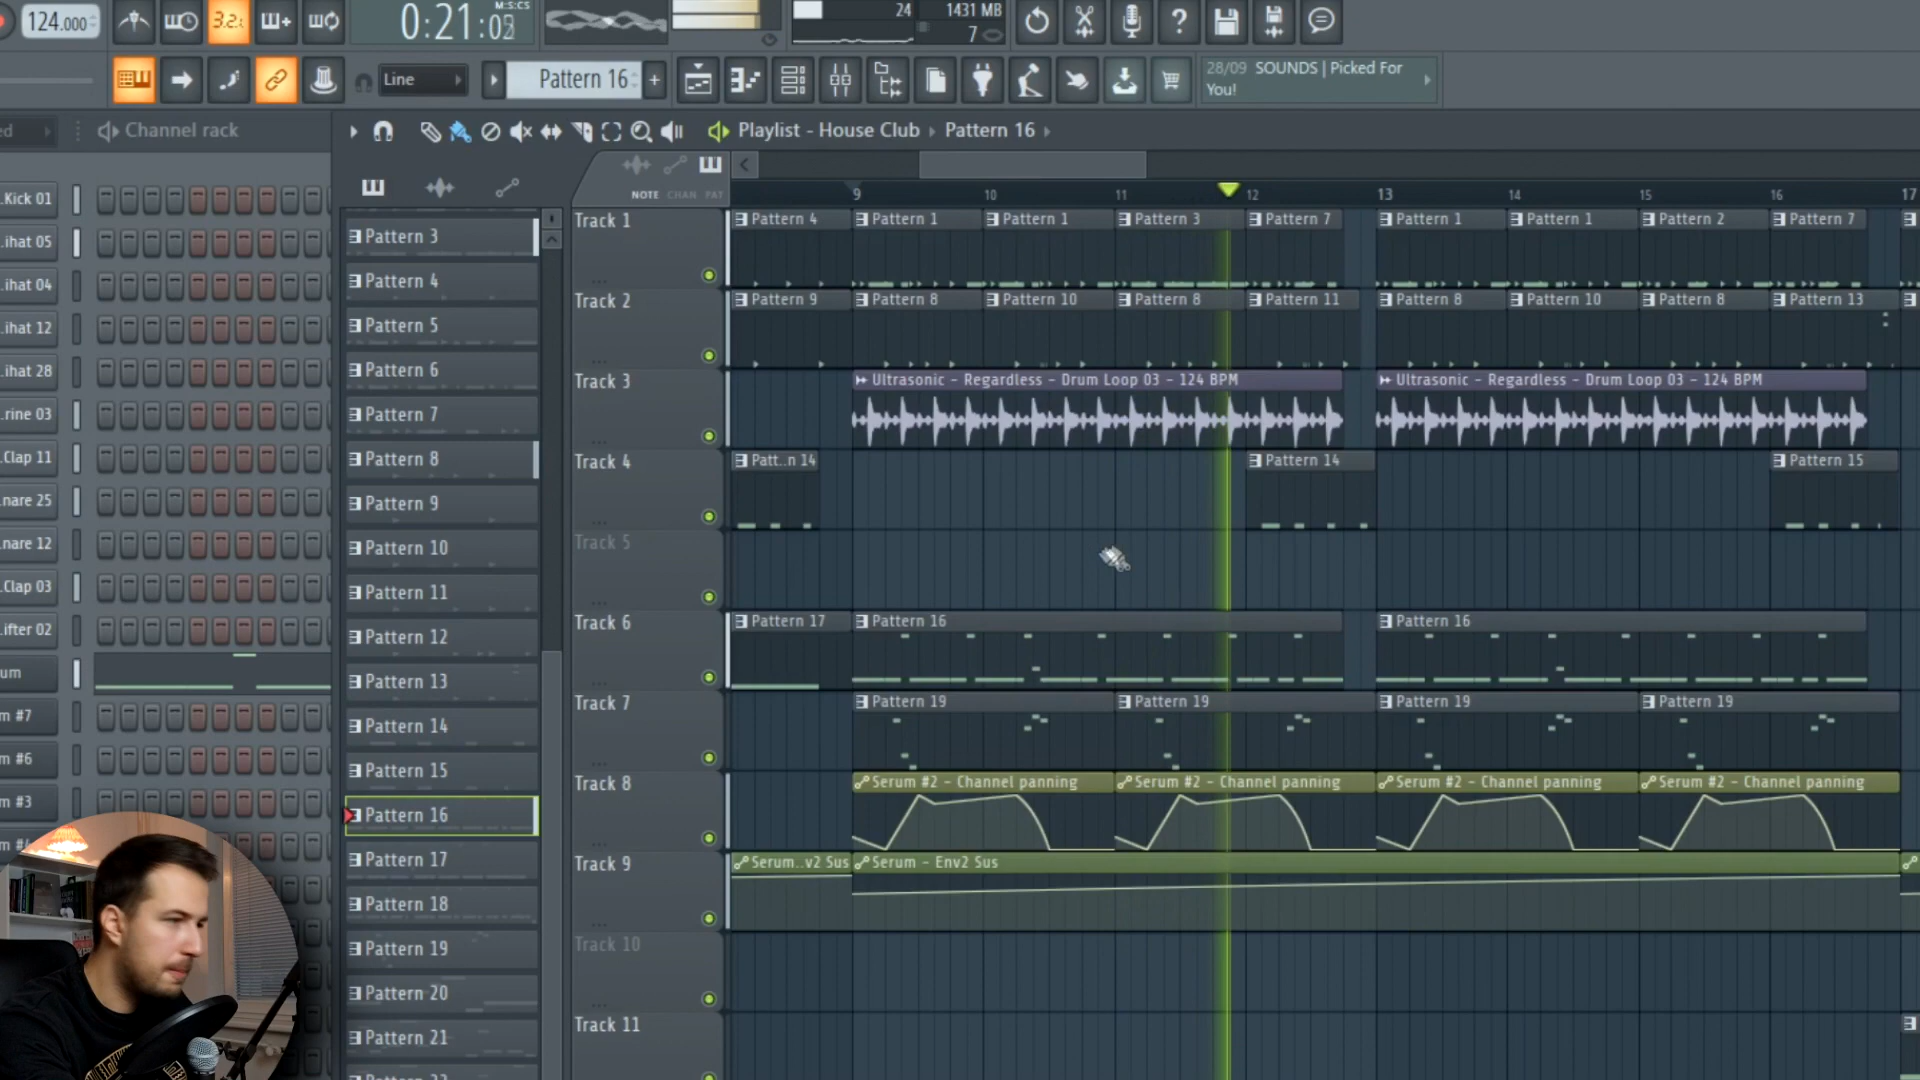 124.000
3.2.
0:21:02
M:S:CS
24
1431 MB
7
Line
Pattern 16
+
28/09 SOUNDS | Picked For
You!
Channel rack
Playlist - House Club
Pattern 16
NOTE
CHAN
PAT
9
10
11
12
13
14
15
16
17
.Kick 01
.ihat 05
.ihat 04
.ihat 12
.ihat 28
.rine 03
.Clap 11
.nare 25
.nare 12
.Clap 03
.ifter 02
um
m #7
m #6
m #3
Pattern 3
Pattern 4
Pattern 5
Pattern 6
Pattern 7
Pattern 8
Pattern 9
Pattern 10
Pattern 11
Pattern 12
Pattern 13
Pattern 14
Pattern 15
Pattern 16
Pattern 17
Pattern 18
Pattern 19
Pattern 20
Pattern 21
Track 1
Pattern 4
Pattern 1
Pattern 1
Pattern 3
Pattern 7
Pattern 1
Pattern 1
Pattern 2
Pattern 7
Track 2
Pattern 9
Pattern 8
Pattern 10
Pattern 8
Pattern 11
Pattern 8
Pattern 10
Pattern 8
Pattern 13
Track 3
Ultrasonic - Regardless - Drum Loop 03 - 124 BPM
Ultrasonic - Regardless - Drum Loop 03 - 124 BPM
Track 4
Patt..n 14
Pattern 14
Pattern 15
Track 5
Track 6
Pattern 17
Pattern 16
Pattern 16
Track 7
Pattern 19
Pattern 19
Pattern 19
Pattern 19
Track 8
Serum #2 - Channel panning
Serum #2 - Channel panning
Serum #2 - Channel panning
Serum #2 - Channel panning
Track 9
Serum..v2 Sus
Serum - Env2 Sus
Track 10
Track 11